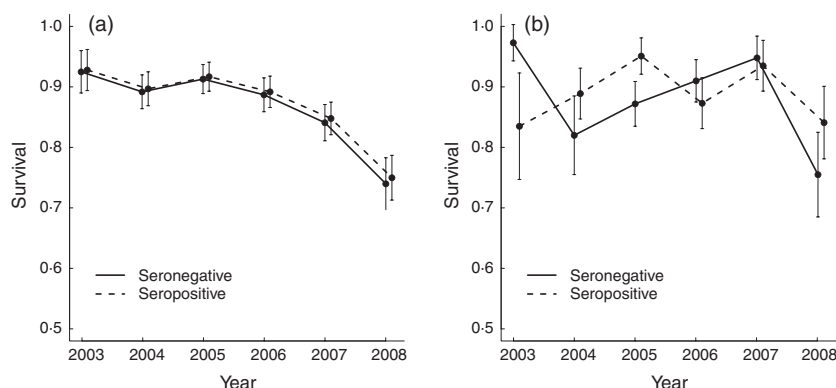 (a)
1·0
0·9
0·8
0·7
0·6
0·5
Survival
Seronegative
Seropositive
2003 2004 2005 2006 2007 2008
Year
(b)
1·0
0·9
0·8
0·7
0·6
0·5
Survival
Seronegative
Seropositive
2003 2004 2005 2006 2007 2008
Year